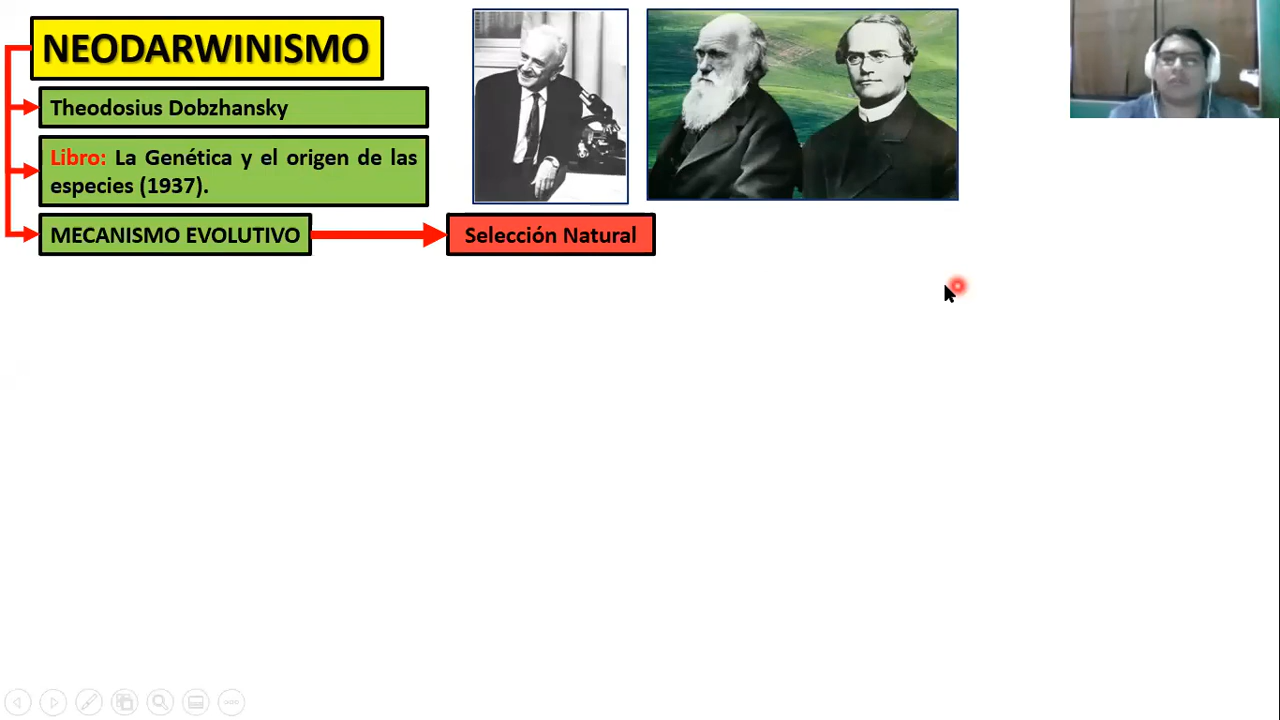 NEODARWINISMO
Theodosius Dobzhansky
Libro: La Genética y el origen de las
especies (1937).
MECANISMO EVOLUTIVO
Selección Natural